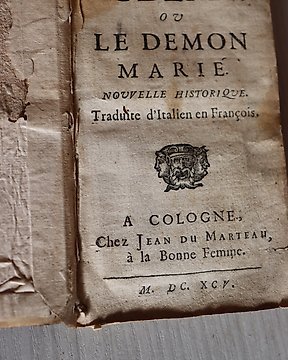 OU
LE DEMON
MARIE.
NOUVELLE HISTORIQUE.
Traduite d'Italien en François.
A COLOGNE,
Chez JEAN DU MARTEAU,
à la Bonne Femme.
M. DC. XCV.